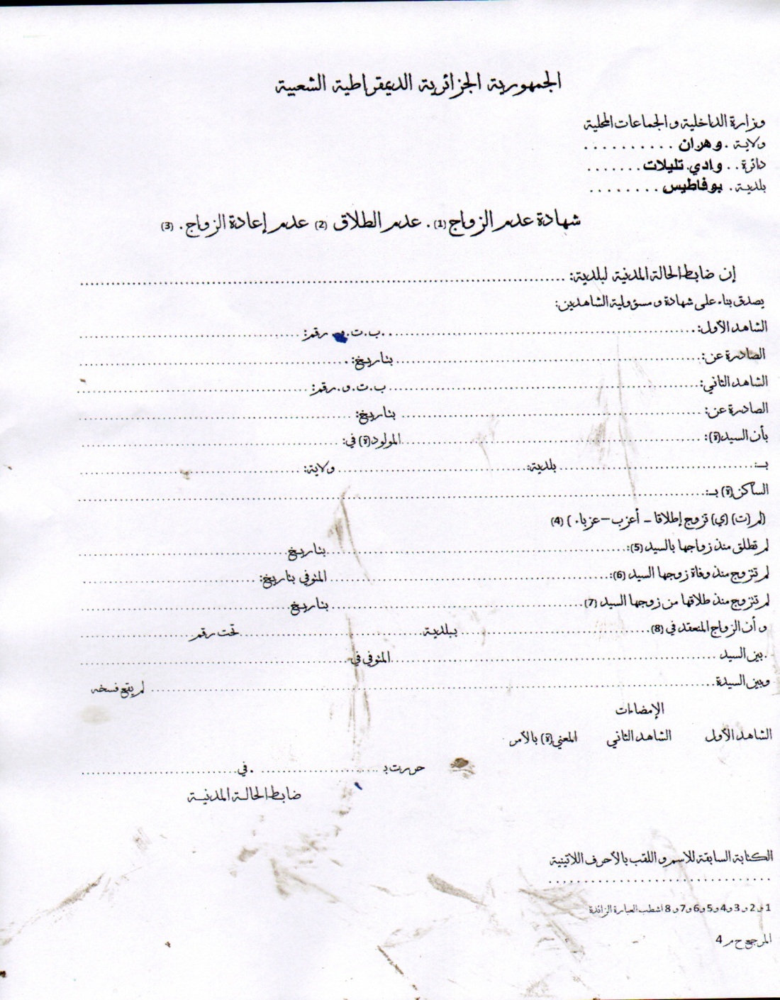 الجمهورية الجزائرية الديمقراطية الشعبية
وزارة الداخلية والجماعات المحلية
ولاية . وهران . . . . . . . . . .
دائرة . . وادي تليلات . . . . . . .
بلدية . بوفاطيس . . . . . . . .
شهادة عدم الزواج (1) . عدم الطلاق (2) عدم إعادة الزواج . (3)
إن ضابط الحالة المدنية لبلدية: ........................................
يصدق بناء على شهادة و مسؤولية الشاهدين:
الشاهد الأول: ........................................ ب.ت.و. رقم: ........................................
الصادرة عن: ........................................ بتاريخ: ........................................
الشاهد الثاني: ........................................ ب.ت.و. رقم: ........................................
الصادرة عن: ........................................ بتاريخ: ........................................
بأن السيد(ة): ........................................ المولود(ة) في: ........................................
بـ: ........................................ بلدية: ........................................ ولاية: ........................................
الساكن(ة) بـ: ........................................
(لم (ت) (ي) تزوج إطلاقا – أعزب – عزباء ) (4)
لم تطلق منذ زواجها بالسيد (5): ........................................ بتاريخ ........................................
لم تتزوج منذ وفاة زوجها السيد (6): ........................................ المتوفي بتاريخ: ........................................
لم تتزوج منذ طلاقها من زوجها السيد (7) ........................................ بتاريخ ........................................
و أن الزواج المنعقد في (8) ........................................ ببلدية ........................................ تحت رقم ........................................
. بين السيد ........................................ المتوفي في ........................................
وبين السيدة ........................................ لم يقع فسخه
الإمضاءات
الشاهد الأول الشاهد الثاني المعني(ة) بالأمر
حررت بـ ........................................ في ........................................
ضابط الحالة المدنية
الكتابة السابقة للاسم و اللقب بالأحرف اللاتينية
. . . . . . . . . . . . . . . . . . . . . . . . . . . . . .
1 و 2 و 3 و 4 و 5 و 6 و 7 و 8 اشطب العبارة الزائدة
المرجع ح م 4